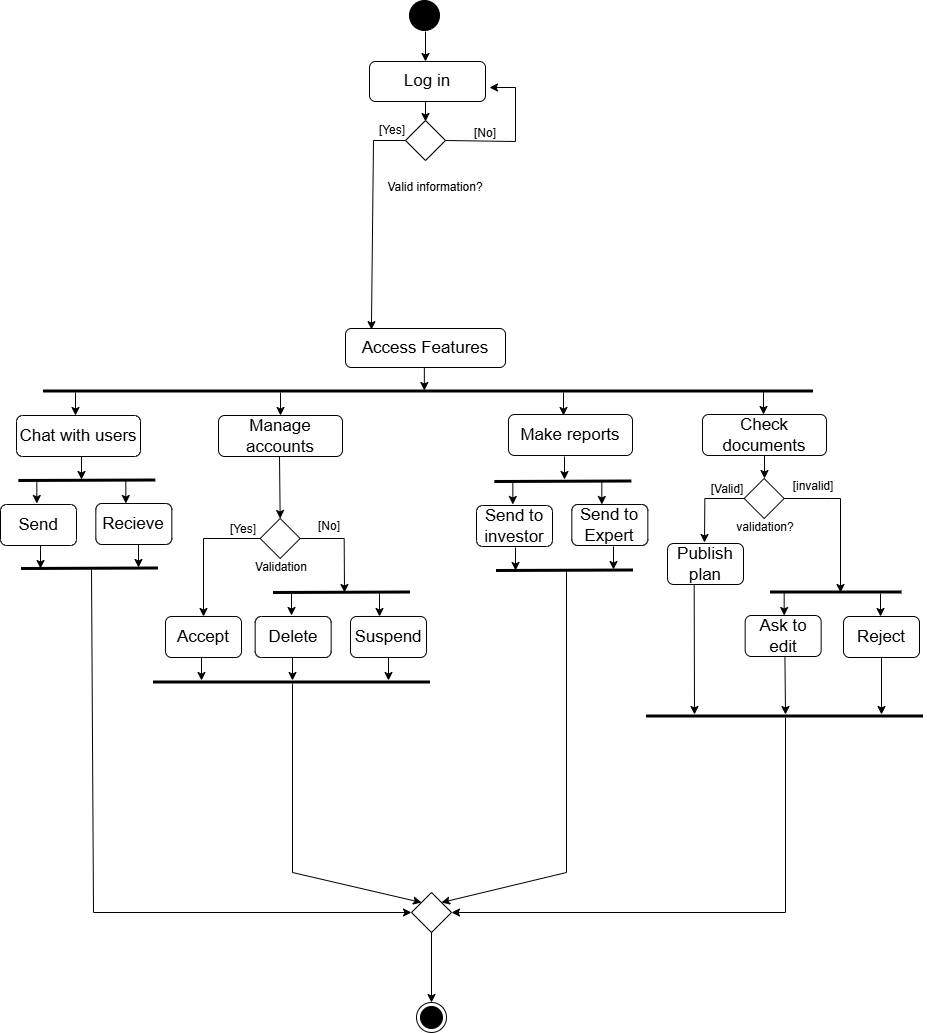 Log in
[Yes]
[No]
Valid information?
Access Features
Chat with users
Manage
accounts
Make reports
Check
documents
[Valid]
[invalid]
validation?
Send
Recieve
[Yes]
[No]
Validation
Send to
investor
Send to
Expert
Publish
plan
Accept
Delete
Suspend
Ask to
edit
Reject